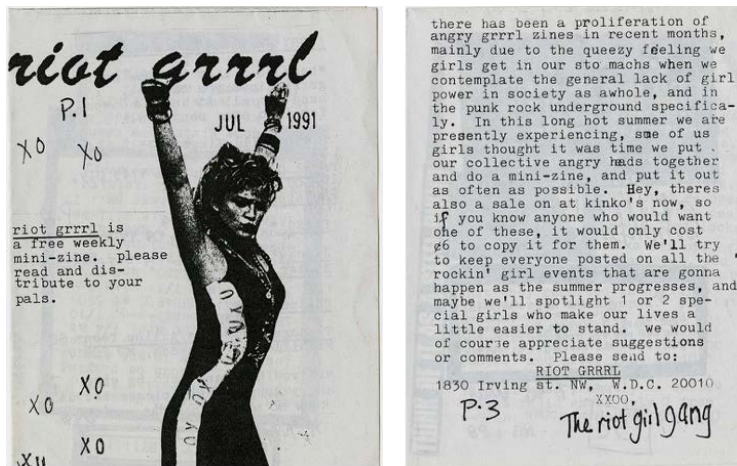 riot grrrl
P.1
JUL 1991
XO
XO
riot grrrl is
a free weekly
mini-zine. please
read and dis-
tribute to your
pals.
XO
XO
XO
there has been a proliferation of
angry grrrl zines in recent months,
mainly due to the queezy feeling we
girls get in our sto machs when we
contemplate the general lack of girl
power in society as awhole, and in
the punk rock underground specifica-
ly. In this long hot summer we are
presently experiencing, sme of us
girls thought it was time we put
our collective angry heads together
and do a mini-zine, and put it out
as often as possible. Hey, theres
also a sale on at kinko's now, so
if you know anyone who would want
one of these, it would only cost
¢6 to copy it for them. We'll try
to keep everyone posted on all the
rockin' girl events that are gonna
happen as the summer progresses, and
maybe we'll spotlight 1 or 2 spe-
cial girls who make our lives a
little easier to stand. we would
of course appreciate suggestions
or comments. Please send to:
RIOT GRRRL
1830 Irving st. NW, W.D.C. 20010
XXOO,
P.3
The riot girl gang